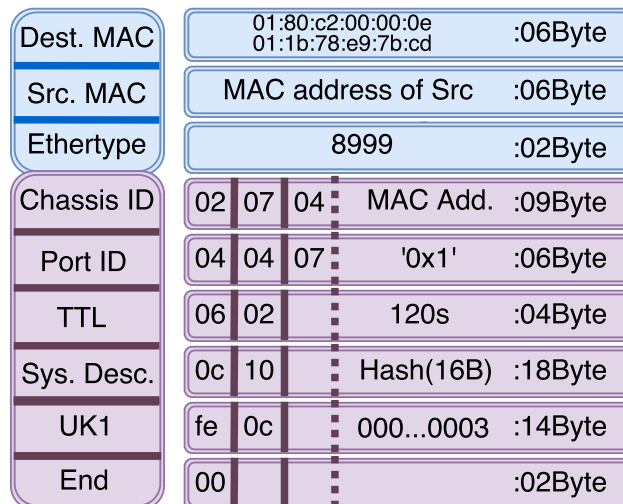 Dest. MAC 01:80:c2:00:00:0e :06Byte
01:1b:78:e9:7b:cd
Src. MAC MAC address of Src :06Byte
Ethertype 8999 :02Byte
Chassis ID 02 07 04 MAC Add. :09Byte
Port ID 04 04 07 '0x1' :06Byte
TTL 06 02 120s :04Byte
Sys. Desc. 0c 10 Hash(16B) :18Byte
UK1 fe 0c 000...0003 :14Byte
End 00 :02Byte